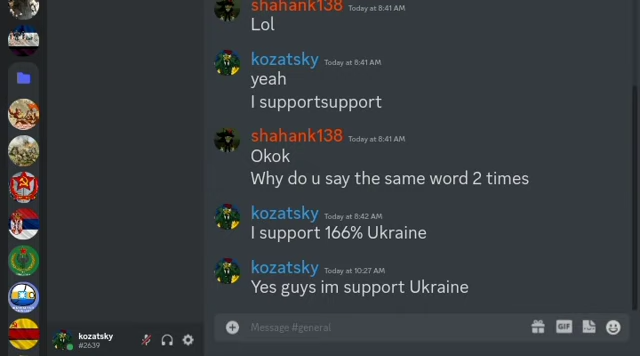 shahank138 Today at 8:41 AM
Lol
kozatsky Today at 8:41 AM
yeah
I supportsupport
shahank138 Today at 8:41 AM
Okok
Why do u say the same word 2 times
kozatsky Today at 8:42 AM
I support 166% Ukraine
kozatsky Today at 10:27 AM
Yes guys im support Ukraine
kozatsky
#2639
Message #general
GIF